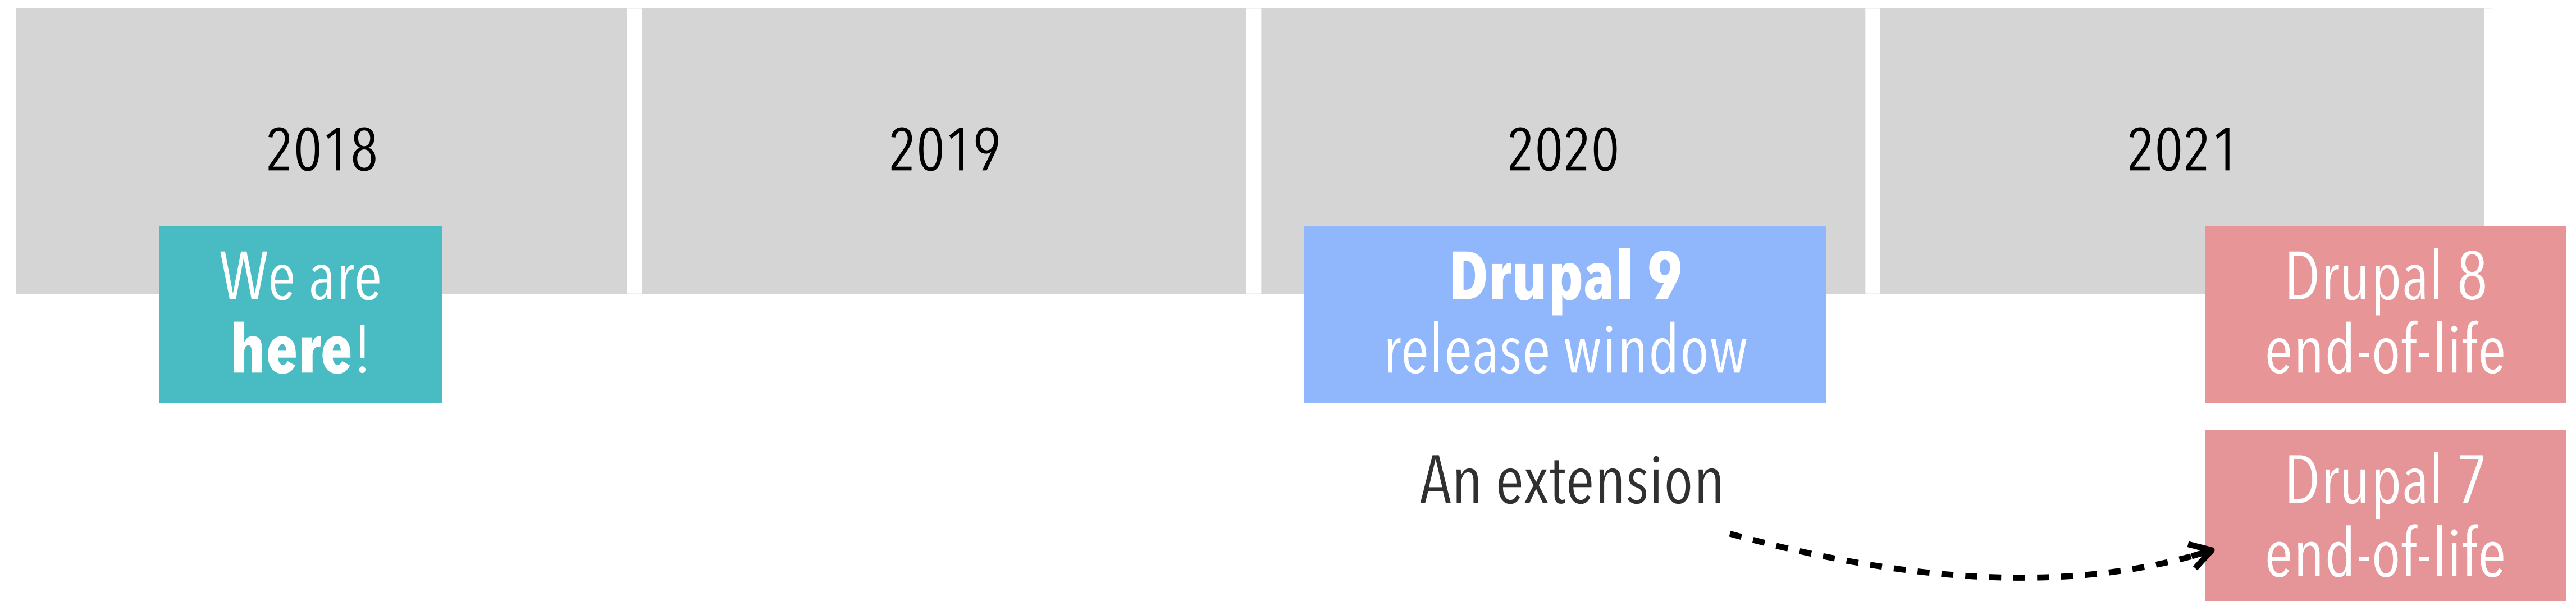 2018
2019
2020
2021
We are
here!
Drupal 9
release window
Drupal 8
end-of-life
An extension
Drupal 7
end-of-life